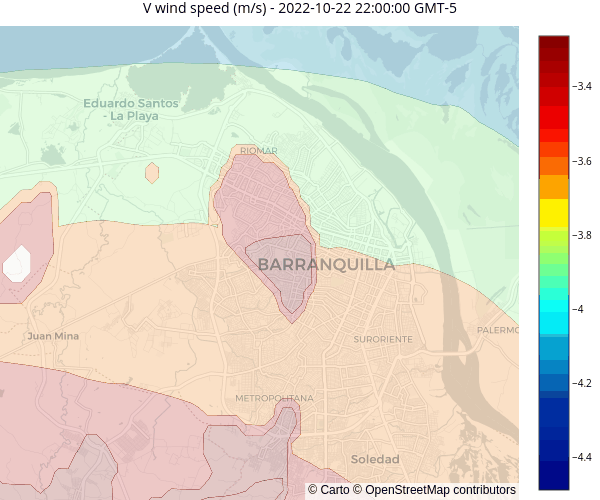 V wind speed (m/s) - 2022-10-22 22:00:00 GMT-5
Eduardo Santos
- La Playa
RIOMAR
BARRANQUILLA
Juan Mina
SURORIENTE
PALERMO
METROPOLITANA
Soledad
© Carto © OpenStreetMap contributors
−3.4
−3.6
−3.8
−4
−4.2
−4.4